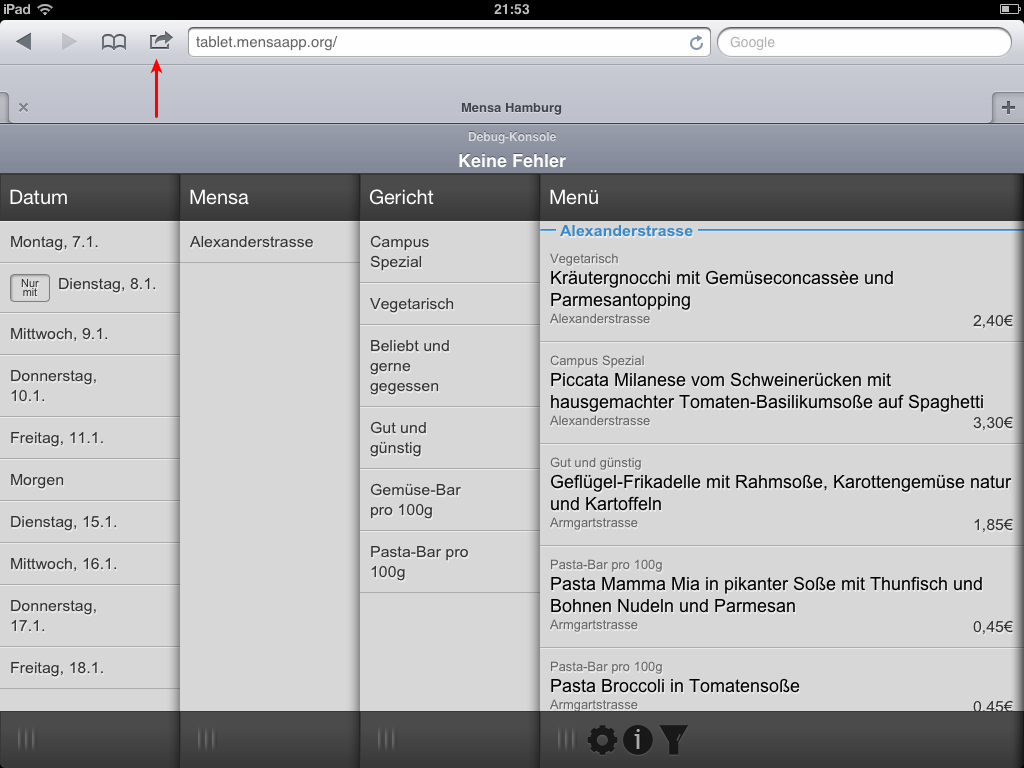 iPad 21:53
tablet.mensaapp.org/ Google
Mensa Hamburg
Debug-Konsole
Keine Fehler
Datum
Montag, 7.1.
Nur
mit
Dienstag, 8.1.
Mittwoch, 9.1.
Donnerstag,
10.1.
Freitag, 11.1.
Morgen
Dienstag, 15.1.
Mittwoch, 16.1.
Donnerstag,
17.1.
Freitag, 18.1.
Mensa
Alexanderstrasse
Gericht
Campus
Spezial
Vegetarisch
Beliebt und
gerne
gegessen
Gut und
günstig
Gemüse-Bar
pro 100g
Pasta-Bar pro
100g
Menü
Alexanderstrasse
Vegetarisch
Kräutergnocchi mit Gemüseconcassèe und
Parmesantopping
Alexanderstrasse
2,40€
Campus Spezial
Piccata Milanese vom Schweinerücken mit
hausgemachter Tomaten-Basilikumsoße auf Spaghetti
Alexanderstrasse
3,30€
Gut und günstig
Geflügel-Frikadelle mit Rahmsoße, Karottengemüse natur
und Kartoffeln
Armgartstrasse
1,85€
Pasta-Bar pro 100g
Pasta Mamma Mia in pikanter Soße mit Thunfisch und
Bohnen Nudeln und Parmesan
Armgartstrasse
0,45€
Pasta-Bar pro 100g
Pasta Broccoli in Tomatensoße
Armgartstrasse
0,45€